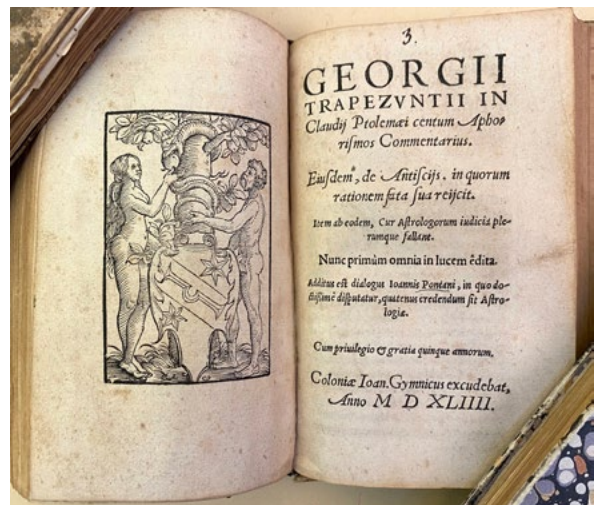 3.
GEORGII
TRAPEZVNTII IN
Claudij Ptolemæi centum Apho-
rismos Commentarius.
Eiusdem, de Antiscijs, in quorum
rationem fata sua reijcit.
Item ab eodem, Cur Astrologorum iudicia ple-
runque fallant.
Nunc primùm omnia in lucem ędita.
Additus est dialogus Ioannis Pontani, in quo do-
ctissimè disputatur, quatenus credendum sit Astro-
logiæ.
Cum priuilegio & gratia quinque annorum.
Coloniæ Ioan. Gymnicus excudebat,
Anno M D XLIIII.